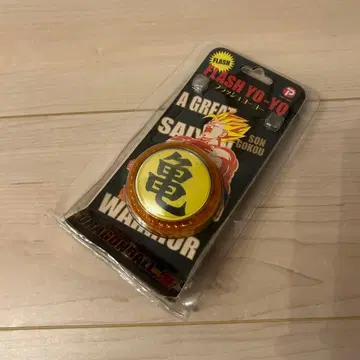 FLASH
FLASH YO-YO
フラッシュヨーヨー
A GREAT
SAIYAN
SON
GOKOU
亀
WARRIOR